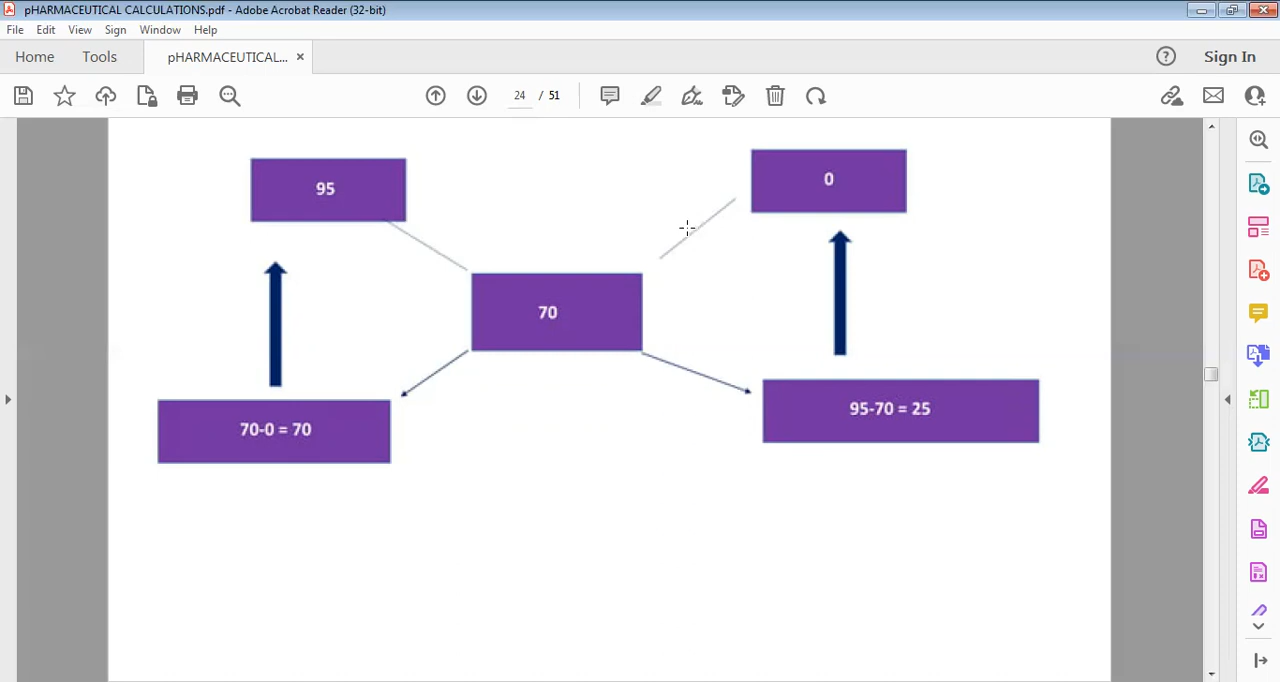 pHARMACEUTICAL CALCULATIONS.pdf - Adobe Acrobat Reader (32-bit)
File Edit View Sign Window Help
Home Tools pHARMACEUTICAL... × Sign In
24 / 51
95
0
70
95-70 = 25
70-0 = 70